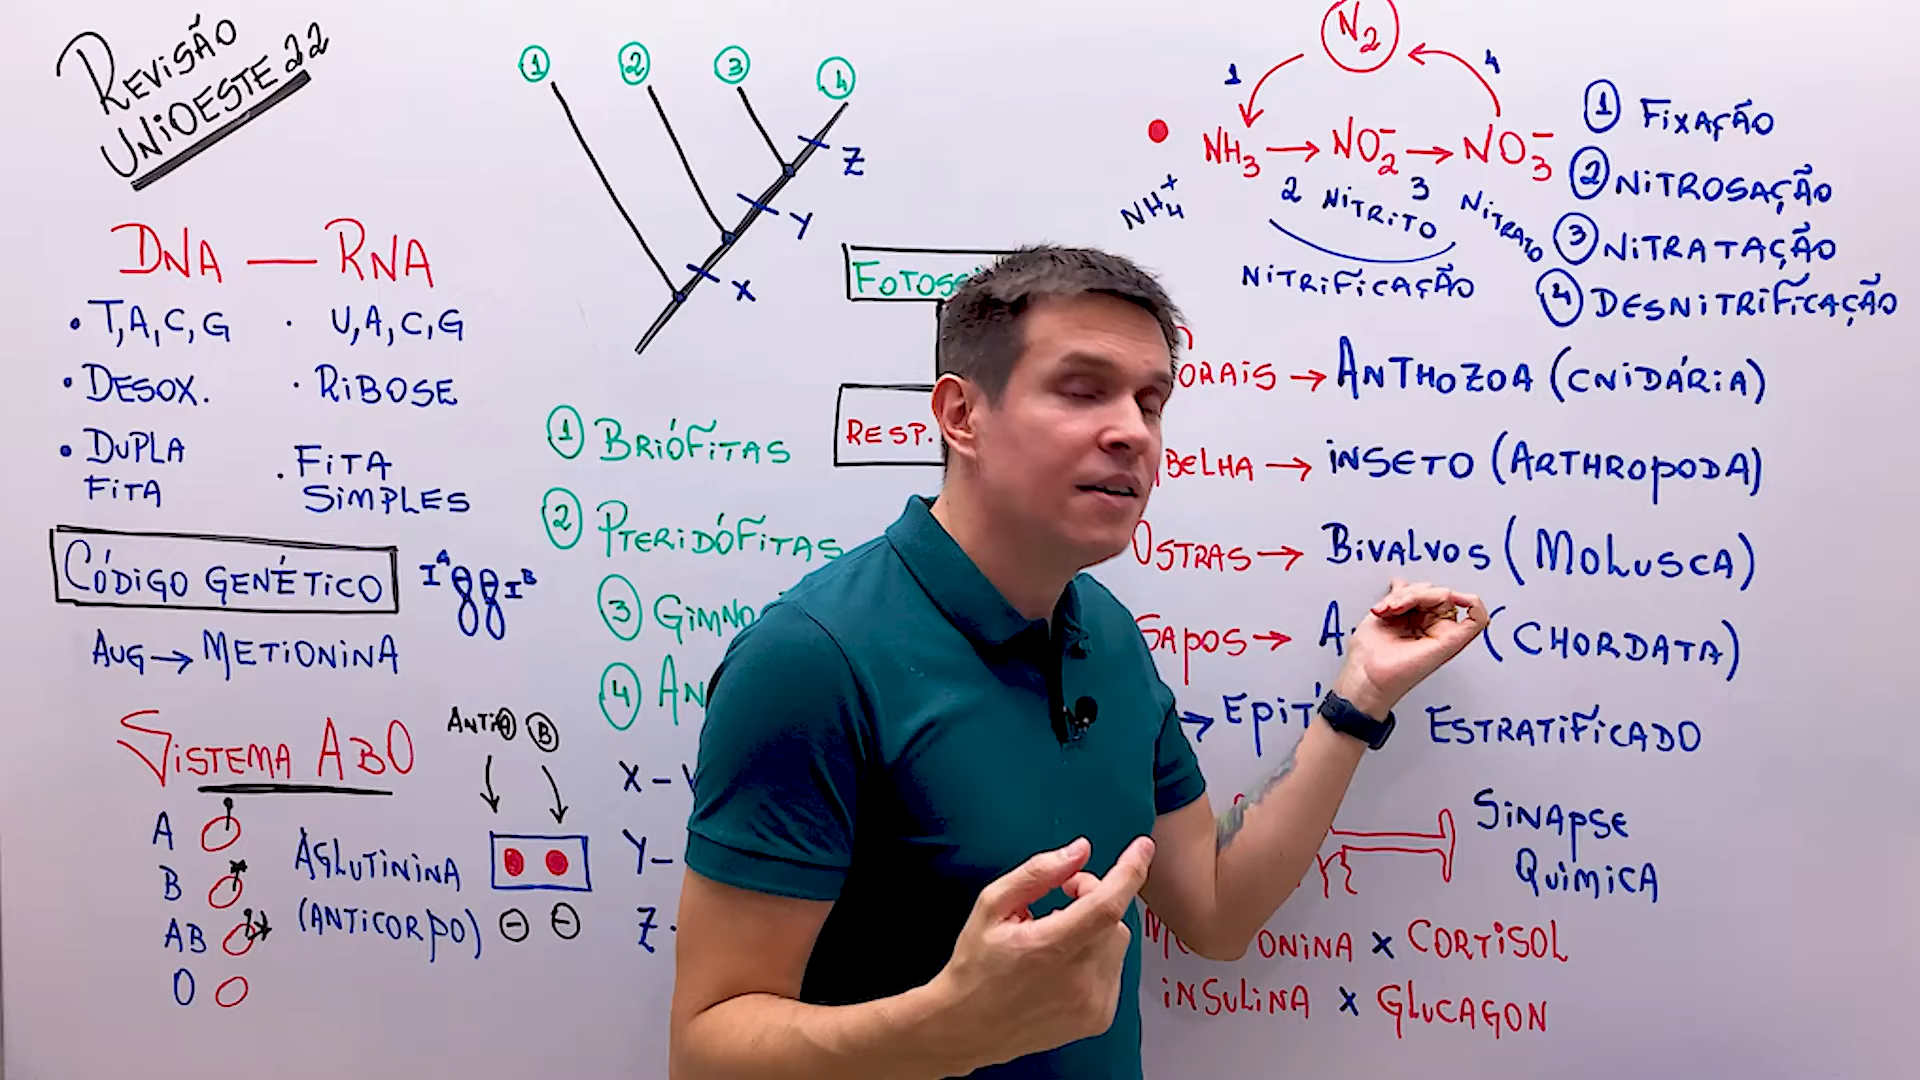 REVISÃO
UNIOESTE 22
DNA — RNA
• T, A, C, G
• U, A, C, G
• DESOX.
• RIBOSE
• DUPLA
FITA
• FITA
SIMPLES
CÓDIGO GENÉTICO
I^A I^B
AUG → METIONINA
SISTEMA ABO
A
B
AB
O
AGLUTININA
(ANTICORPO)
ANTI A B
1 2 3 4
X
Y
Z
1 BRIÓFITAS
2 PTERIDÓFITAS
3
4
X –
Y –
Z
RESP.
N2
1
4
NH3 → NO2- → NO3-
NH4+
2 NITRITO 3 NITRATO
NITRIFICAÇÃO
1 FIXAÇÃO
2 NITROSAÇÃO
3 NITRATAÇÃO
4 DESNITRIFICAÇÃO
→ ANTHOZOA (CNIDÁRIA)
→ INSETO (ARTHROPODA)
OSTRAS → BIVALVOS (MOLUSCA)
SAPOS → (CHORDATA)
→ ESTRATIFICADO
SINAPSE
QUIMICA
x CORTISOL
INSULINA x GLUCAGON